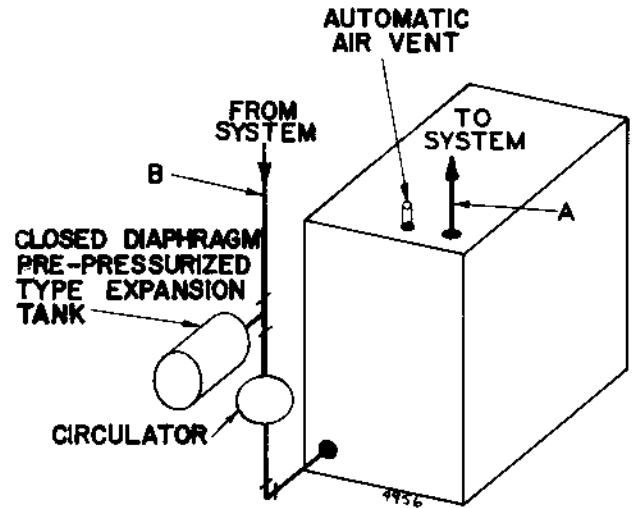 AUTOMATIC
AIR VENT
FROM
SYSTEM
TO
SYSTEM
B
A
CLOSED DIAPHRAGM
PRE-PRESSURIZED
TYPE EXPANSION
TANK
CIRCULATOR
4956